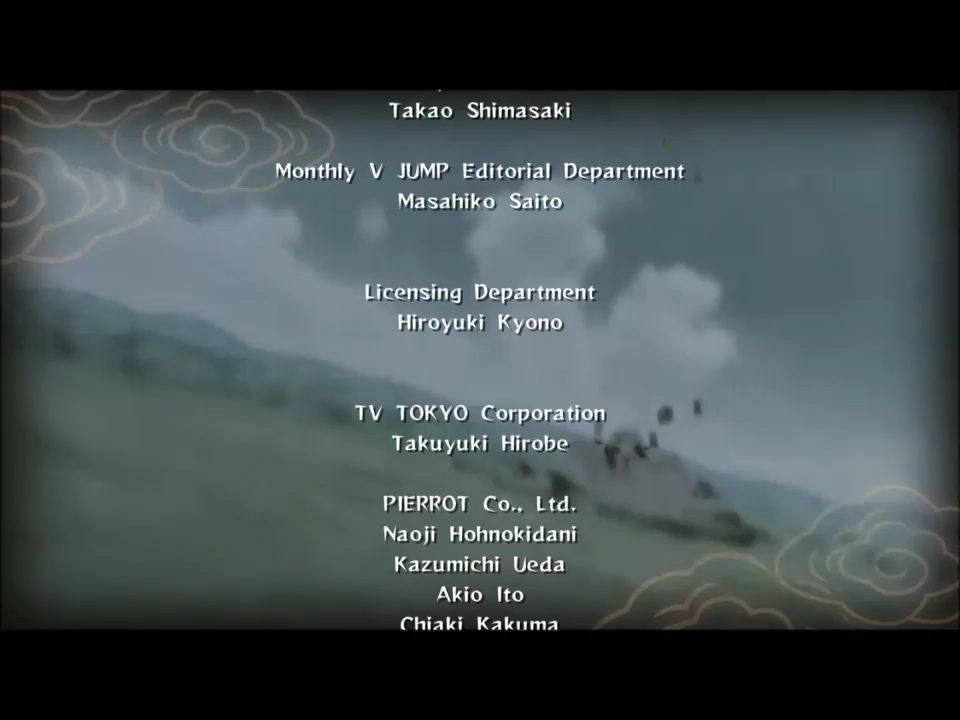 Takao Shimasaki
Monthly V JUMP Editorial Department
Masahiko Saito
Licensing Department
Hiroyuki Kyono
TV TOKYO Corporation
Takuyuki Hirobe
PIERROT Co., Ltd.
Naoji Hohnokidani
Kazumichi Ueda
Akio Ito
Chiaki Kakuma